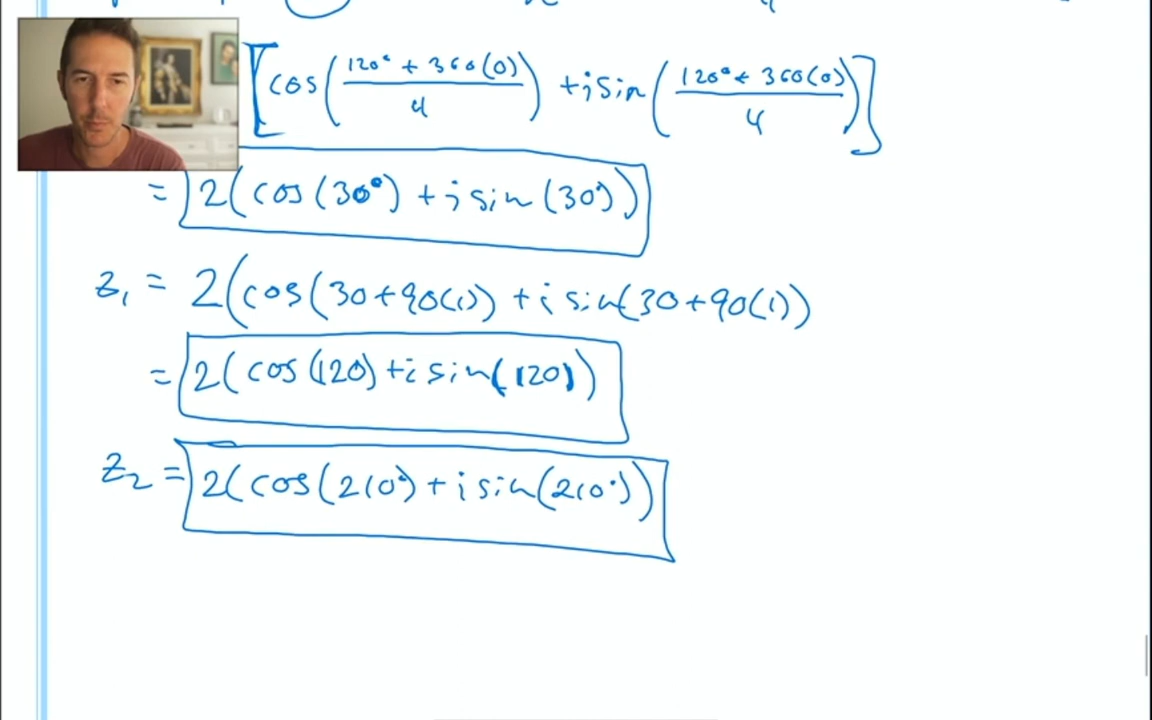 [cos((120° + 360(0))/4) + i sin((120° + 360(0))/4)]
= 2(cos(30°) + i sin(30°))
z₁ = 2(cos(30+90(1)) + i sin(30+90(1))
= 2(cos(120) + i sin(120))
z₂ = 2(cos(210°) + i sin(210°))